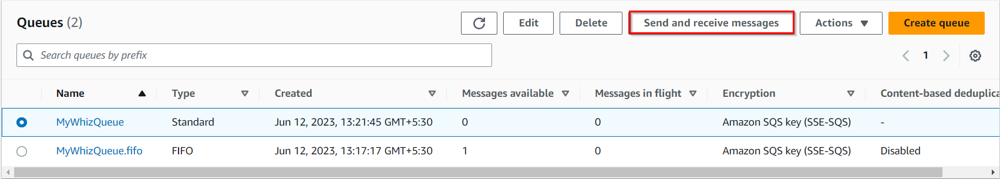 Queues (2)
Edit
Delete
Send and receive messages
Actions
Create queue
Search queues by prefix
1
Name Type Created Messages available Messages in flight Encryption Content-based deduplica
MyWhizQueue Standard Jun 12, 2023, 13:21:45 GMT+5:30 0 0 Amazon SQS key (SSE-SQS) -
MyWhizQueue.fifo FIFO Jun 12, 2023, 13:17:17 GMT+5:30 1 0 Amazon SQS key (SSE-SQS) Disabled